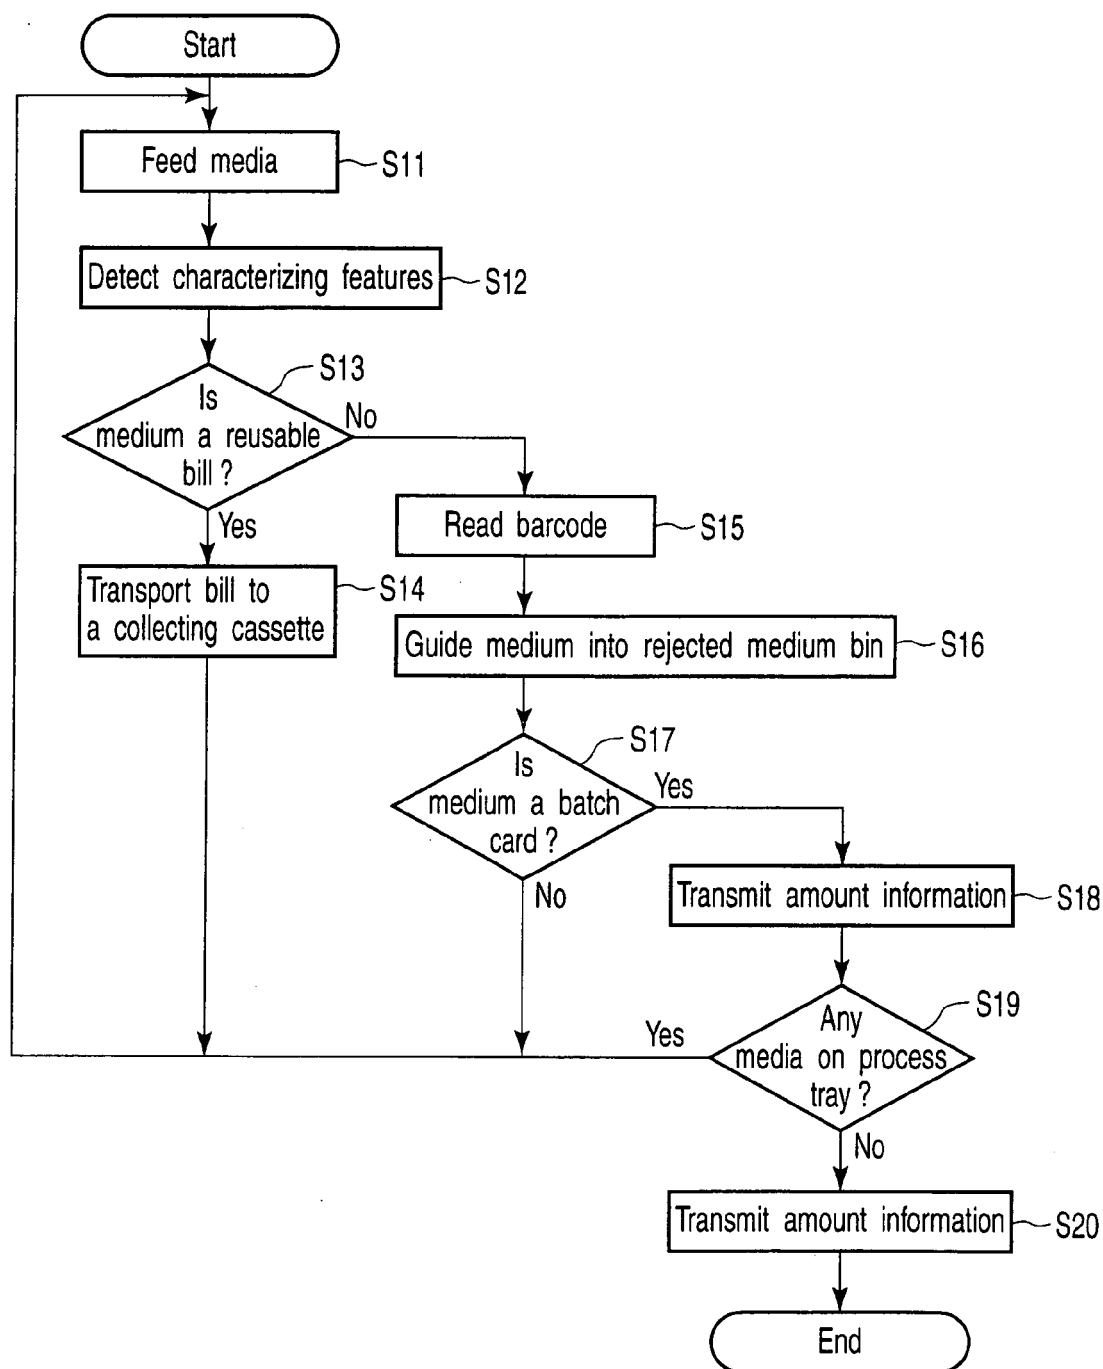 Start
Feed media
S11
Detect characterizing features
S12
S13
Is
medium a reusable
bill ?
No
Yes
Read barcode
S15
Transport bill to
a collecting cassette
S14
Guide medium into rejected medium bin
S16
S17
Is
medium a batch
card ?
Yes
No
Transmit amount information
S18
S19
Any
media on process
tray ?
Yes
No
Transmit amount information
S20
End